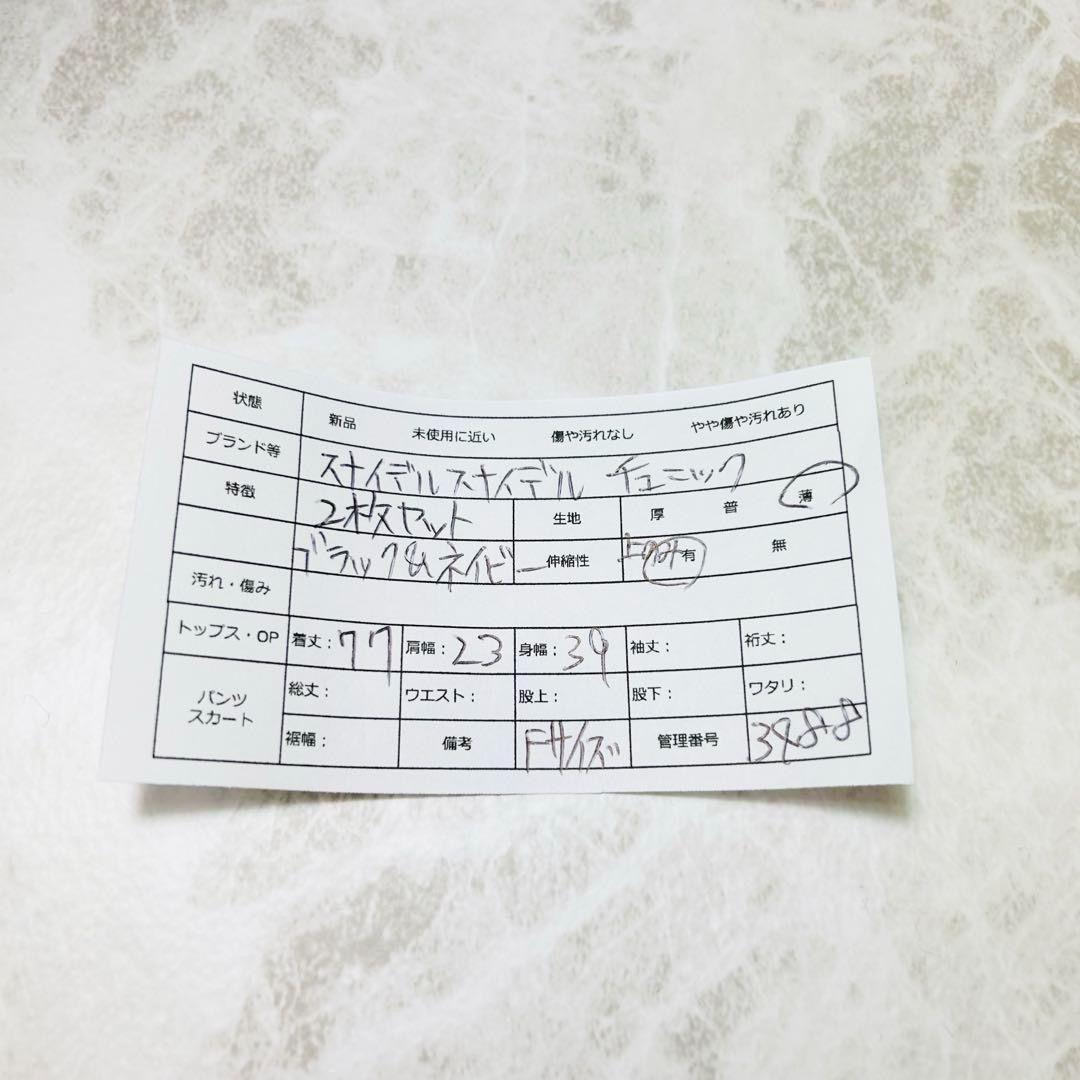 状態 新品 未使用に近い 傷や汚れなし やや傷や汚れあり
ブランド等 スナイデルスナイデル チュニック
特徴 2枚セット 生地 厚 普 薄
ブラック&ネイビー 伸縮性 上のみ 有 無
汚れ・傷み
トップス・OP 着丈:77 肩幅:23 身幅:39 袖丈: 裄丈:
パンツ スカート 総丈: ウエスト: 股上: 股下: ワタリ:
裾幅: 備考 Fサイズ 管理番号 3488